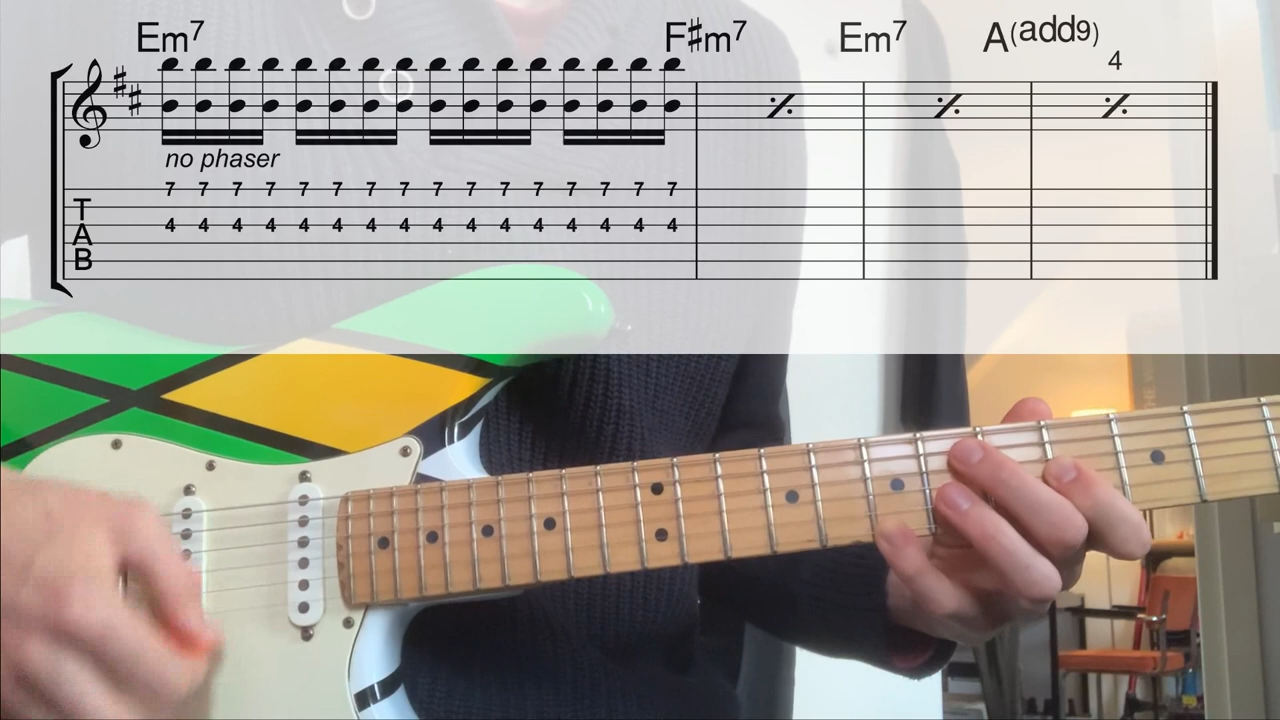 Em7 F♯m7 Em7 A(add9)
4
no phaser
7 7 7 7 7 7 7 7 7 7 7 7 7 7 7 7
T
4 4 4 4 4 4 4 4 4 4 4 4 4 4 4 4
A
B